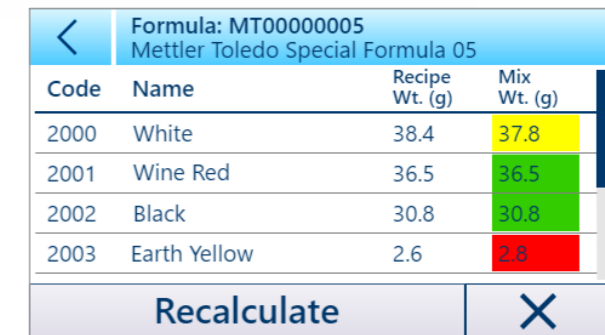 Formula: MT00000005
Mettler Toledo Special Formula 05
Code Name Recipe Wt. (g) Mix Wt. (g)
2000 White 38.4 37.8
2001 Wine Red 36.5 36.5
2002 Black 30.8 30.8
2003 Earth Yellow 2.6 2.8
Recalculate